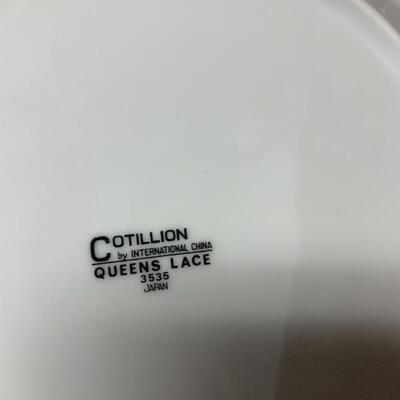 COTILLION
by INTERNATIONAL CHINA
QUEENS LACE
3535
JAPAN